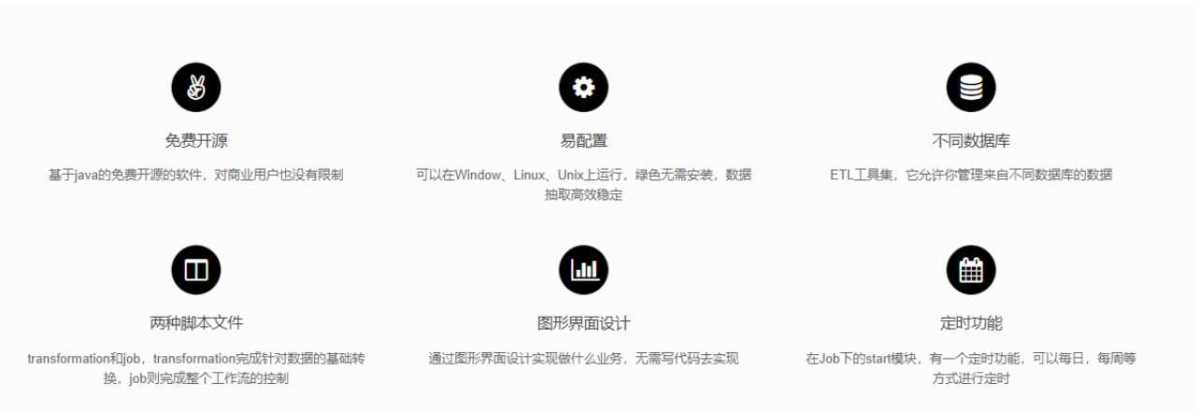 免费开源
基于java的免费开源的软件，对商业用户也没有限制
易配置
可以在Window、Linux、Unix上运行，绿色无需安装，数据
抽取高效稳定
不同数据库
ETL工具集，它允许你管理来自不同数据库的数据
两种脚本文件
transformation和job，transformation完成针对数据的基础转
换，job则完成整个工作流的控制
图形界面设计
通过图形界面设计实现做什么业务，无需写代码去实现
定时功能
在Job下的start模块，有一个定时功能，可以每日，每周等
方式进行定时